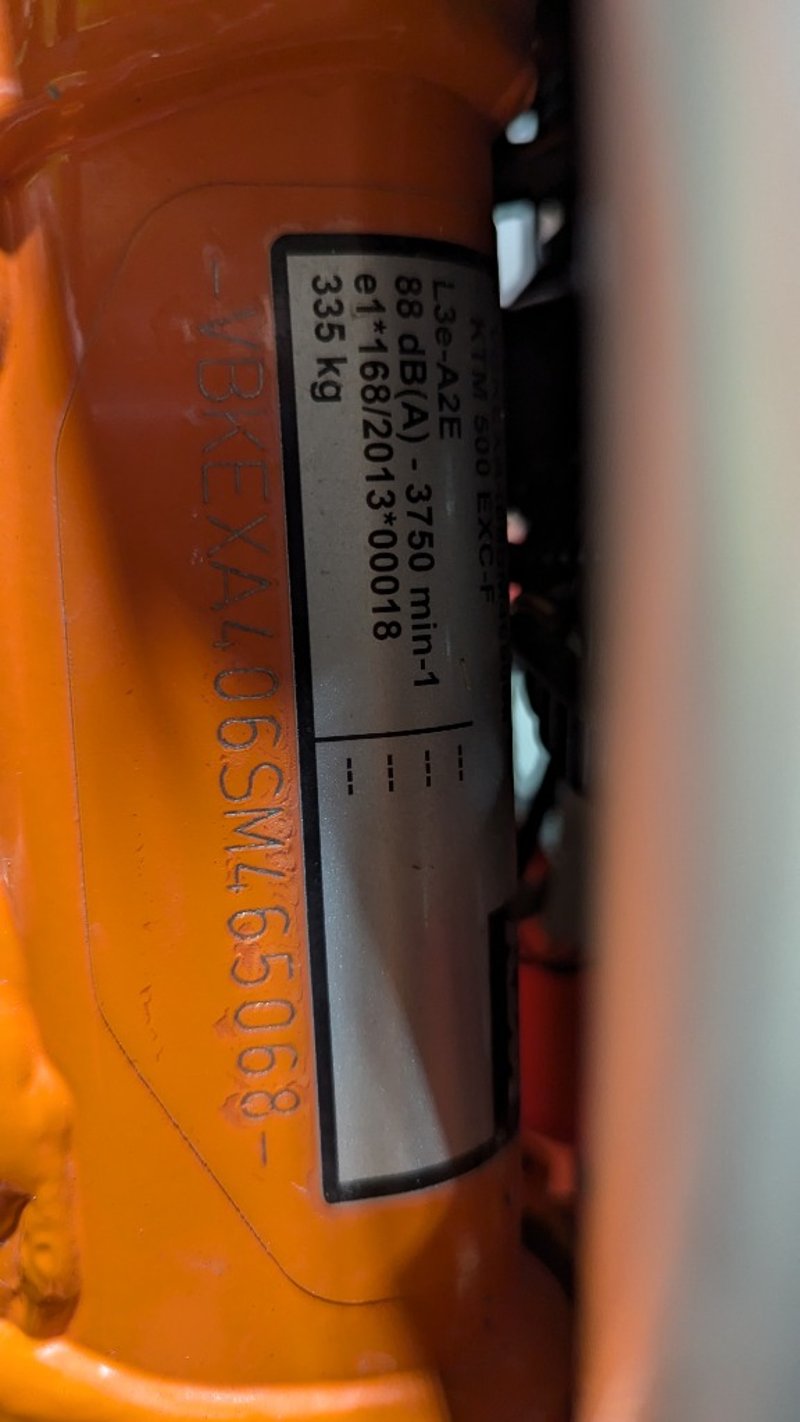 KTM 500 EXC-F
L3e-A2E ---
88 dB(A) - 3750 min-1 ---
e1*168/2013*00018 ---
335 kg ---
-VBKEXA406SM465068-